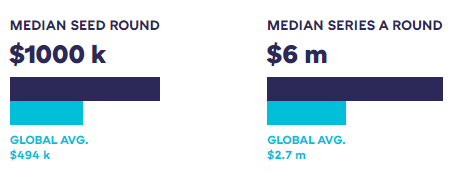 MEDIAN SEED ROUND
$1000 k
GLOBAL AVG.
$494 k
MEDIAN SERIES A ROUND
$6 m
GLOBAL AVG.
$2.7 m